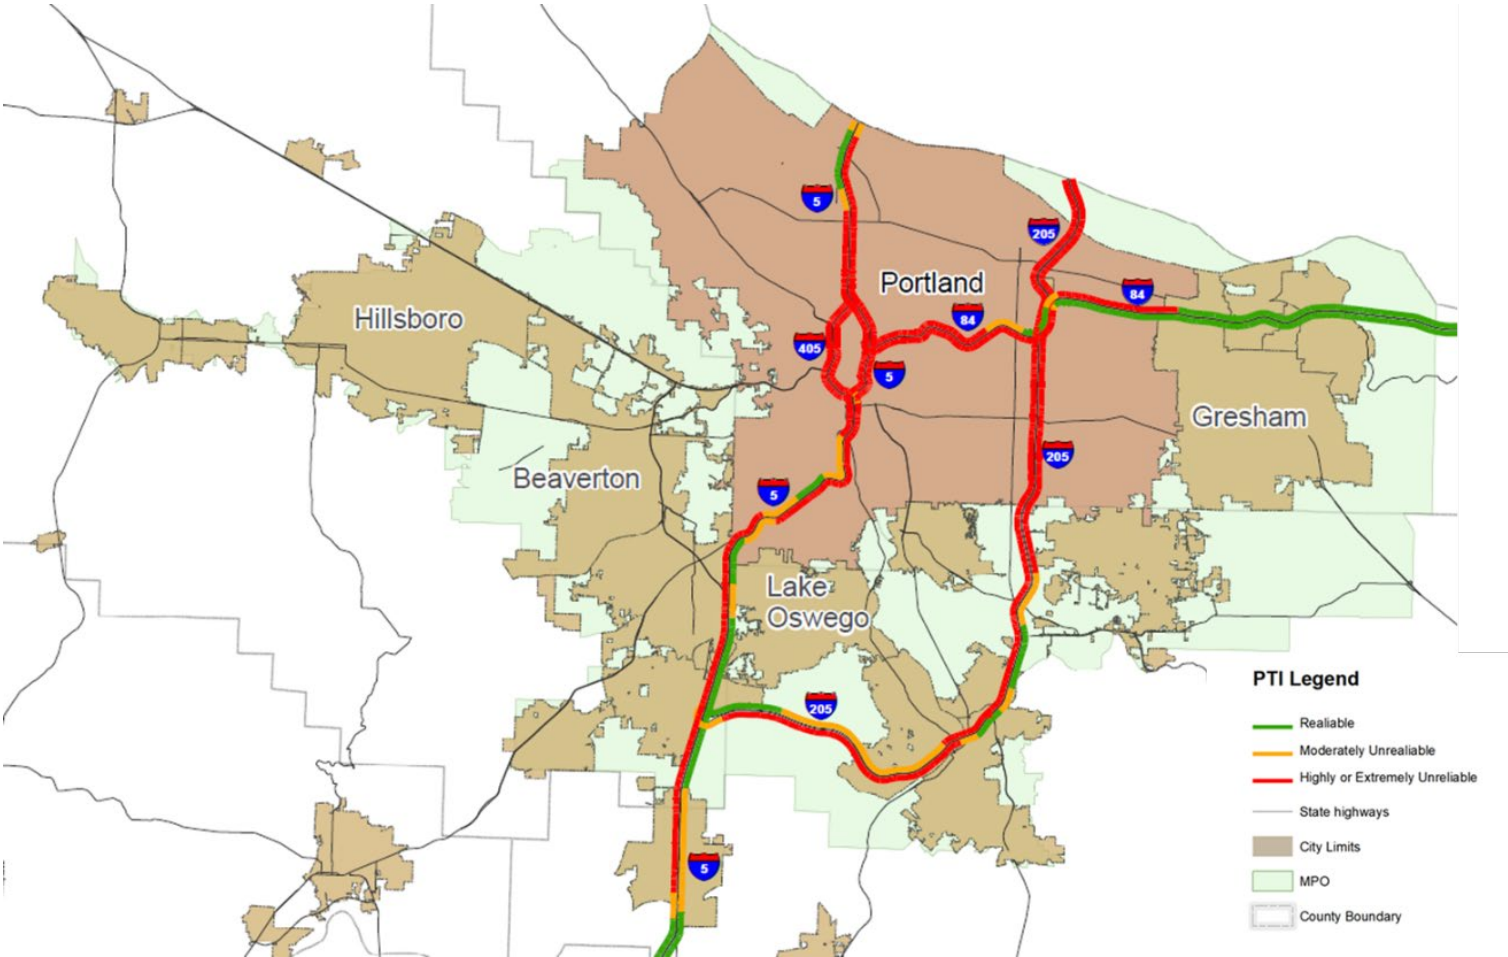 5
205
Portland
84
84
Hillsboro
405
5
Gresham
205
Beaverton
5
Lake
Oswego
205
5
PTI Legend
Realiable
Moderately Unrealiable
Highly or Extremely Unreliable
State highways
City Limits
MPO
County Boundary